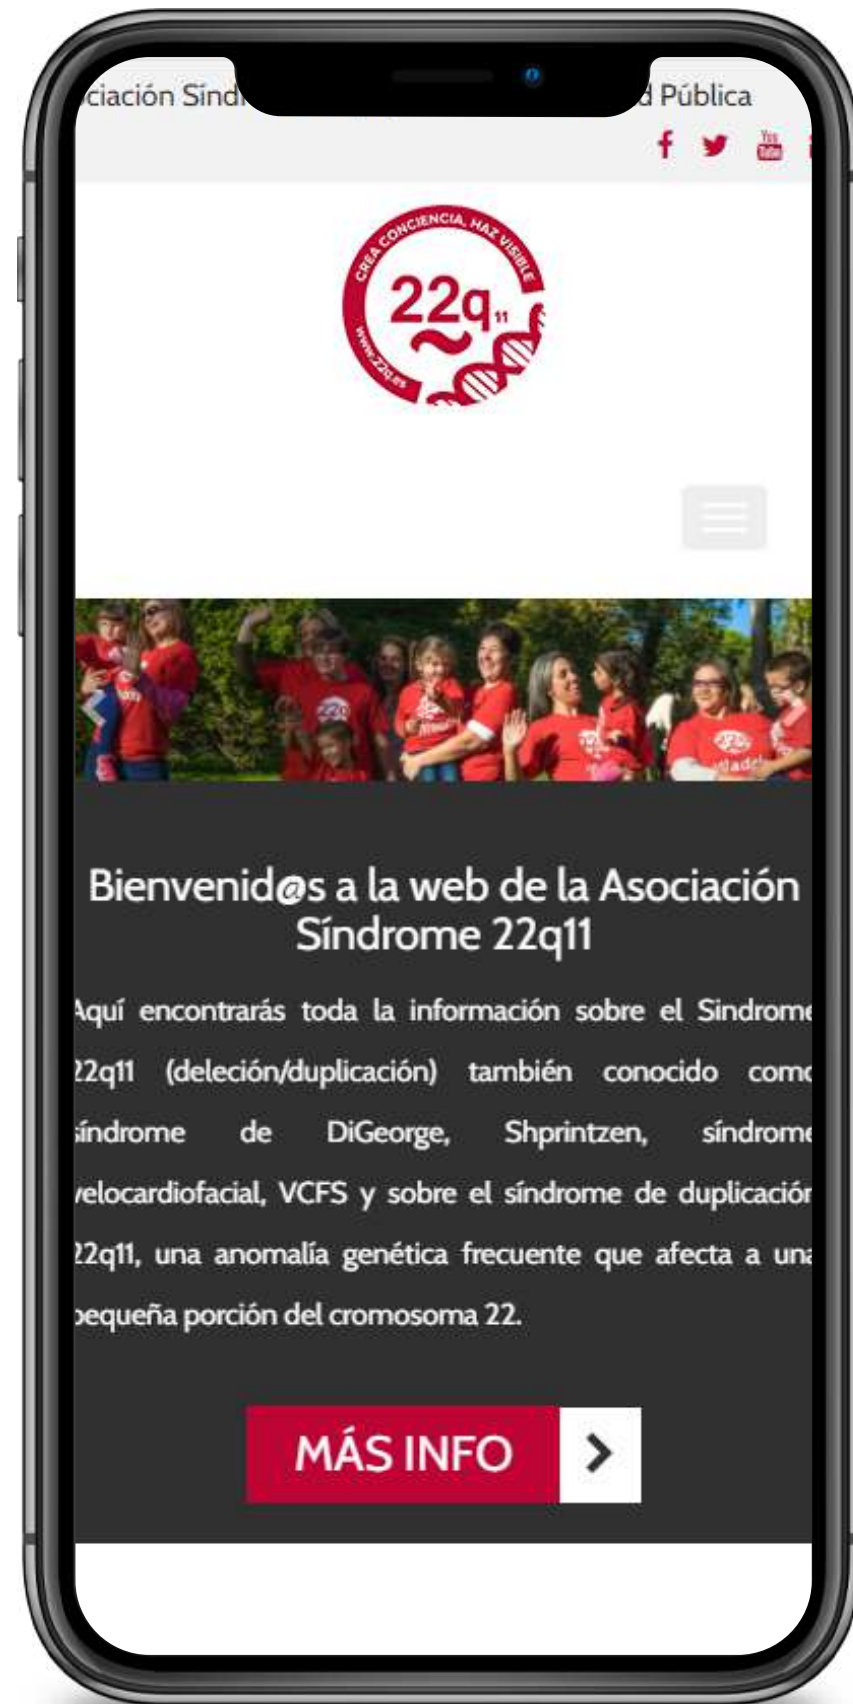 ciación Sínd
d Pública
You
Tube
CREA CONCIENCIA, HAZ VISIBLE
22q11
www.22q.es
22q
Bienvenid@s a la web de la Asociación
Síndrome 22q11
Aquí encontrarás toda la información sobre el Sindrome
22q11 (deleción/duplicación) también conocido como
síndrome de DiGeorge, Shprintzen, síndrome
velocardiofacial, VCFS y sobre el síndrome de duplicación
22q11, una anomalía genética frecuente que afecta a una
pequeña porción del cromosoma 22.
MÁS INFO